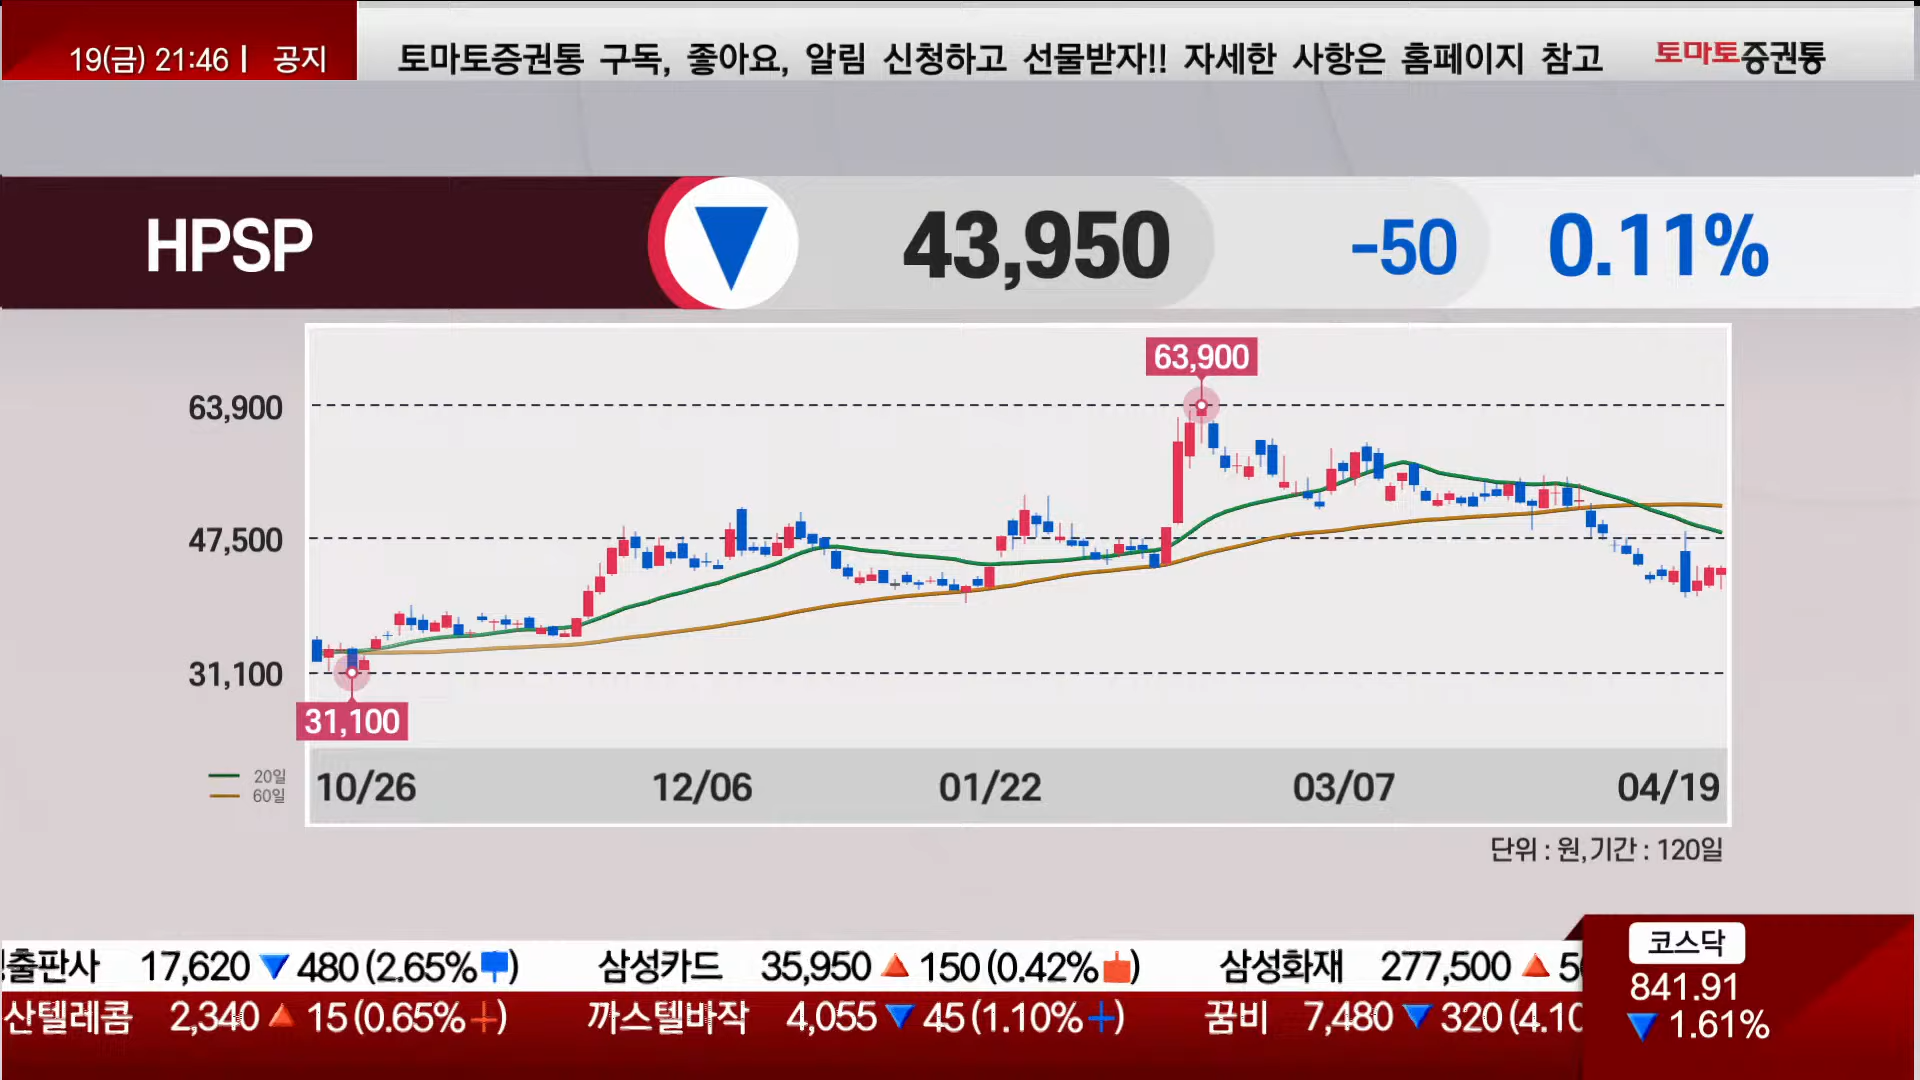 19(금) 21:46 | 공지 토마토증권통 구독, 좋아요, 알림 신청하고 선물받자!! 자세한 사항은 홈페이지 참고 토마토증권통
HPSP ▼ 43,950 -50 0.11%
63,900
63,900
47,500
31,100
31,100
20일
60일
10/26 12/06 01/22 03/07 04/19
단위 : 원, 기간 : 120일
출판사 17,620 ▼ 480 (2.65%) 삼성카드 35,950 ▲ 150 (0.42%) 삼성화재 277,500 ▲
산텔레콤 2,340 ▲ 15 (0.65%) 까스텔바작 4,055 ▼ 45 (1.10%) 꿈비 7,480 ▼ 320 (4.10
코스닥
841.91
▼ 1.61%